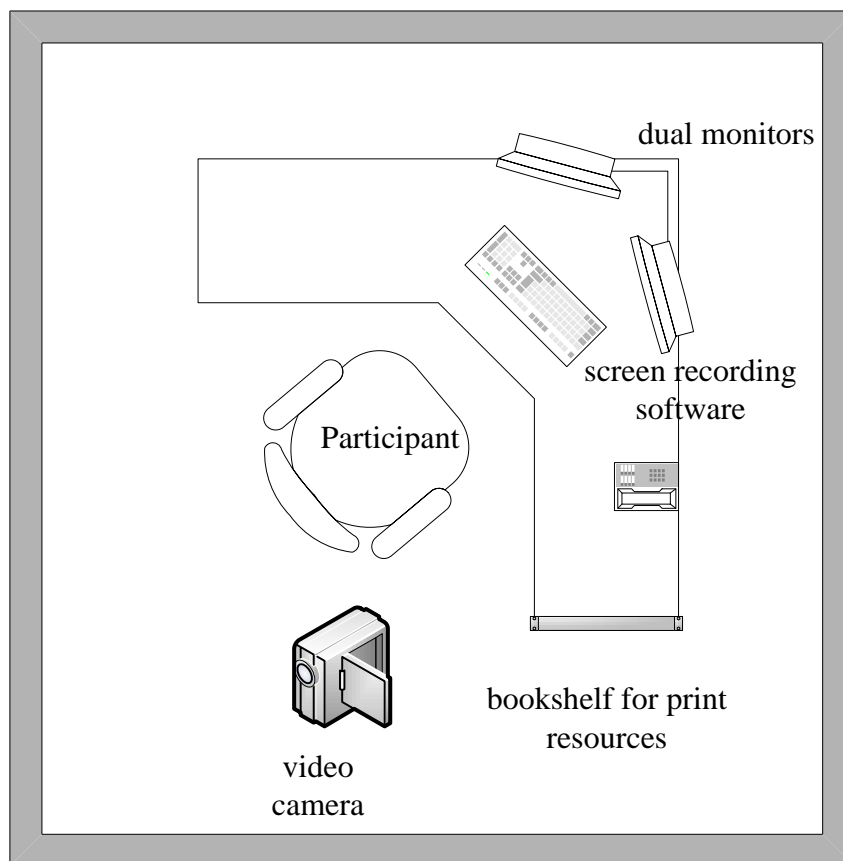 dual monitors
screen recording
software
Participant
bookshelf for print
resources
video
camera